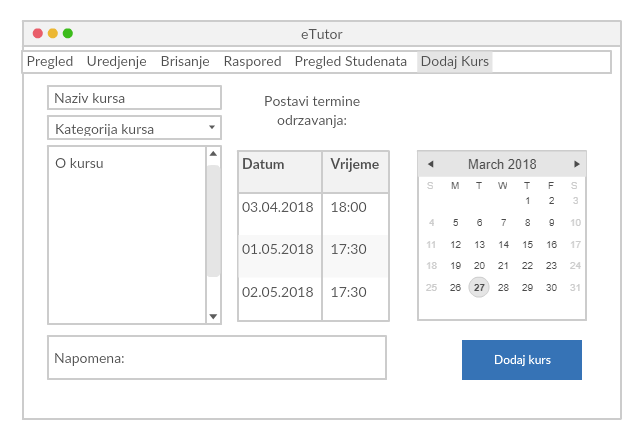 eTutor
Pregled Uredjenje Brisanje Raspored Pregled Studenata Dodaj Kurs
Naziv kursa
Kategorija kursa
O kursu
Postavi termine
odrzavanja:
Datum Vrijeme
03.04.2018 18:00
01.05.2018 17:30
02.05.2018 17:30
March 2018
S M T W T F S
1 2 3
4 5 6 7 8 9 10
11 12 13 14 15 16 17
18 19 20 21 22 23 24
25 26 27 28 29 30 31
Napomena:
Dodaj kurs